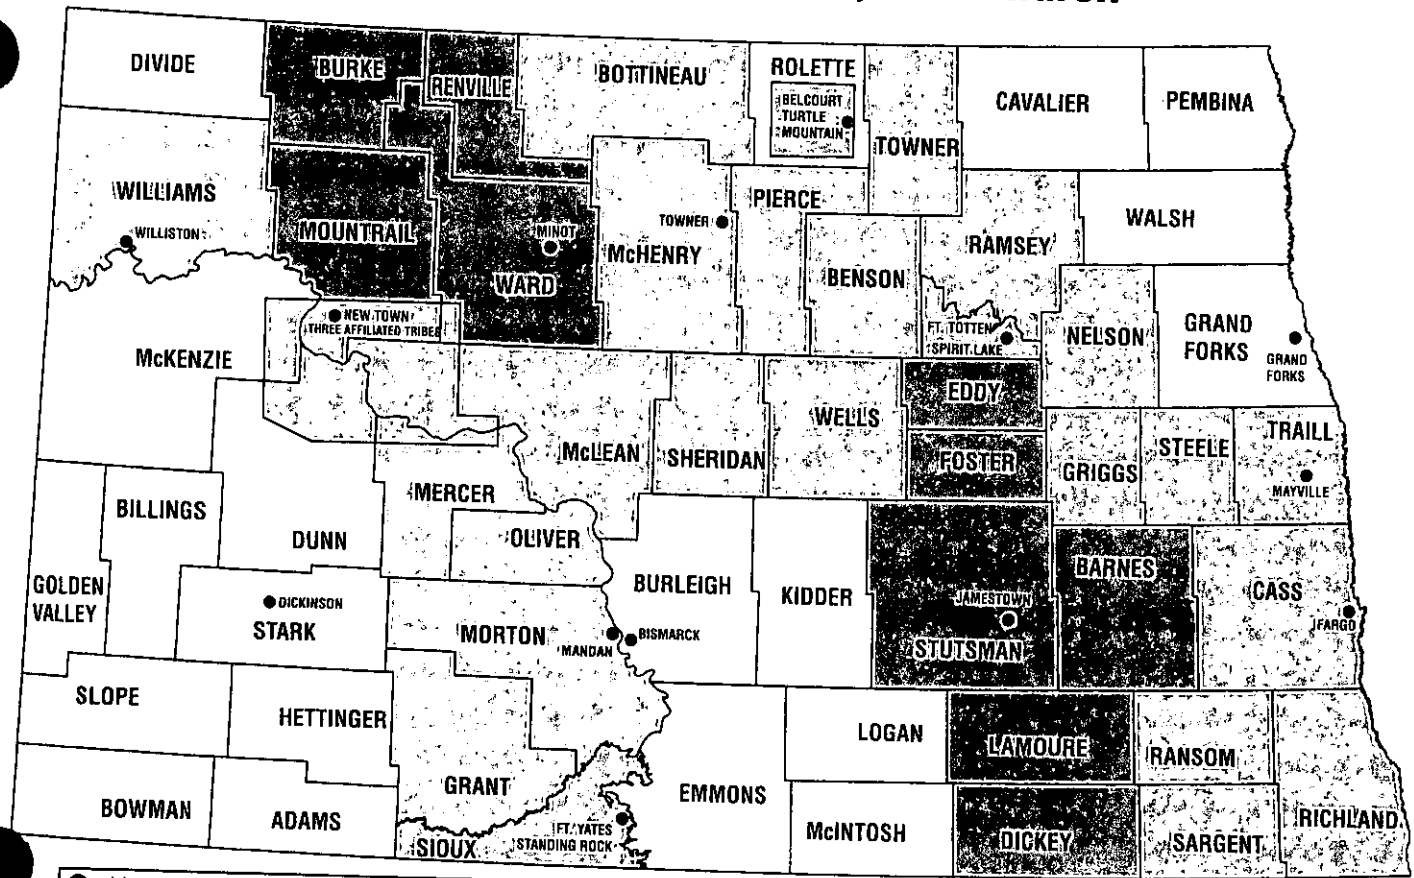 DIVIDE
BURKE
RENVILLE
BOTTINEAU
ROLETTE
BELCOURT
TURTLE
MOUNTAIN
TOWNER
CAVALIER
PEMBINA
WILLIAMS
WILLISTON
MOUNTRAIL
MINOT
WARD
TOWNER
McHENRY
PIERCE
BENSON
RAMSEY
WALSH
FT. TOTTEN
SPIRIT LAKE
NELSON
GRAND
FORKS
GRAND
FORKS
McKENZIE
NEW TOWN
THREE AFFILIATED TRIBES
EDDY
WELLS
FOSTER
McLEAN
SHERIDAN
GRIGGS
STEELE
TRAILL
MAYVILLE
MERCER
BILLINGS
DUNN
OLIVER
GOLDEN
VALLEY
DICKINSON
STARK
MORTON
MANDAN
BISMARCK
BURLEIGH
KIDDER
JAMESTOWN
STUTSMAN
BARNES
CASS
FARGO
SLOPE
HETTINGER
GRANT
LOGAN
LAMOURE
RANSOM
BOWMAN
ADAMS
SIOUX
FT. YATES
STANDING ROCK
EMMONS
McINTOSH
DICKEY
SARGENT
RICHLAND